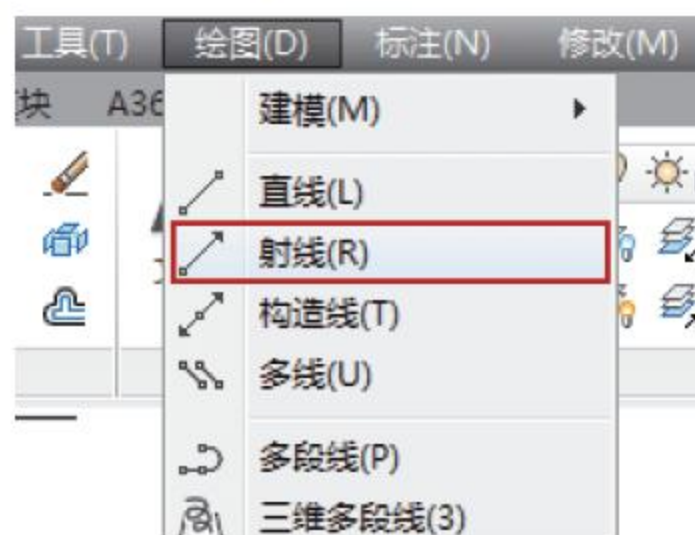 工具(T) 绘图(D) 标注(N) 修改(M)
块 A36
建模(M)
直线(L)
射线(R)
构造线(T)
多线(U)
多段线(P)
三维多段线(3)